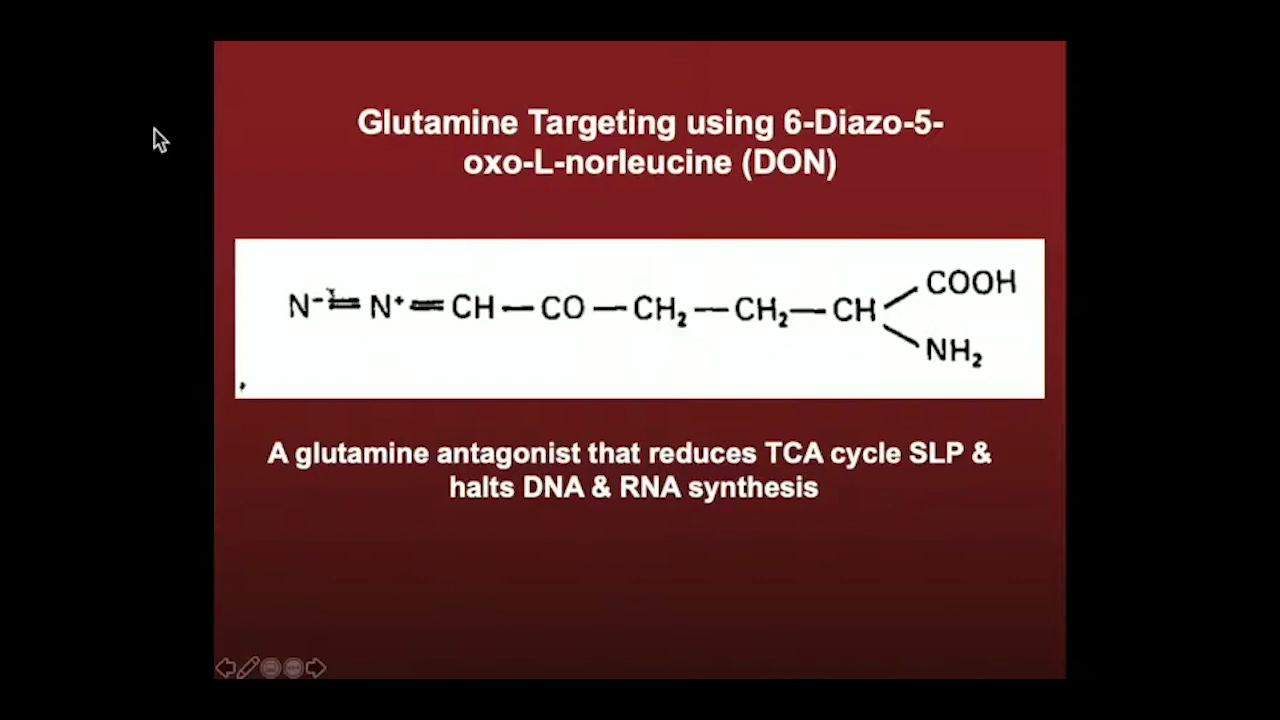 Glutamine Targeting using 6-Diazo-5-
oxo-L-norleucine (DON)
N⁻=N⁺=CH—CO—CH₂—CH₂—CH
COOH
NH₂
A glutamine antagonist that reduces TCA cycle SLP &
halts DNA & RNA synthesis